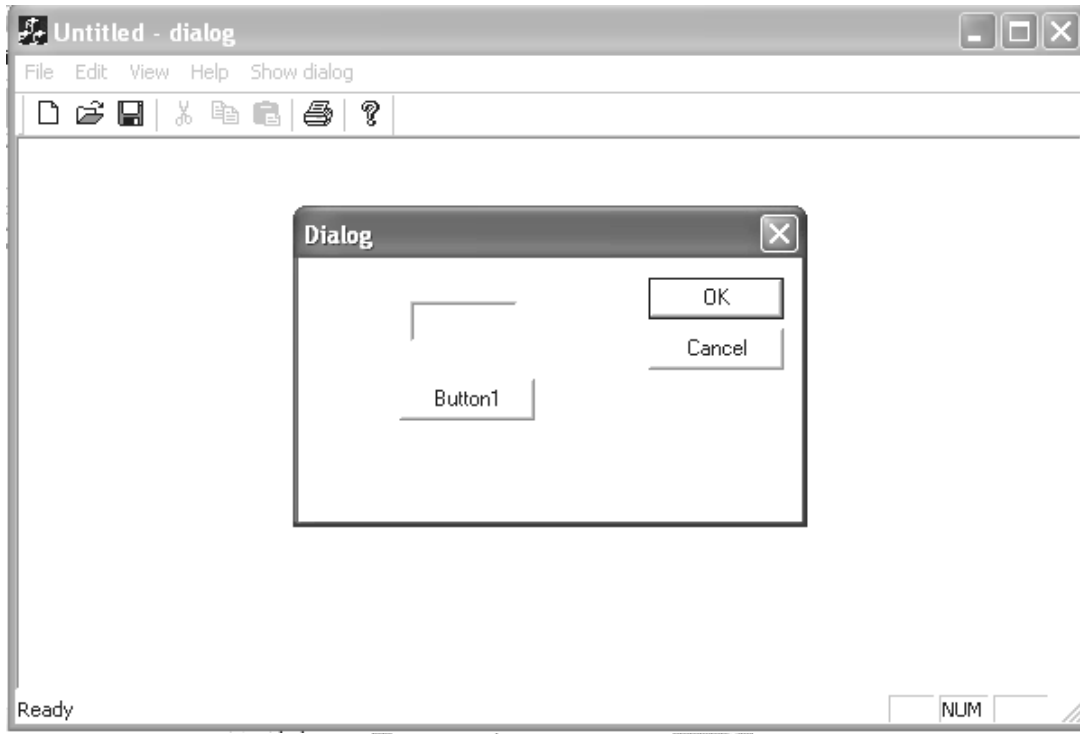 Untitled - dialog
File Edit View Help Show dialog
Dialog
OK
Cancel
Button1
Ready
NUM